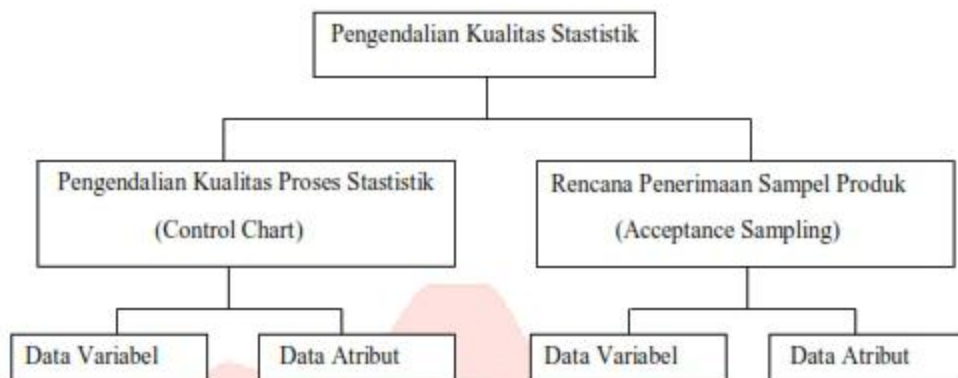 Pengendalian Kualitas Stastistik
Pengendalian Kualitas Proses Stastistik
(Control Chart)
Rencana Penerimaan Sampel Produk
(Acceptance Sampling)
Data Variabel
Data Atribut
Data Variabel
Data Atribut